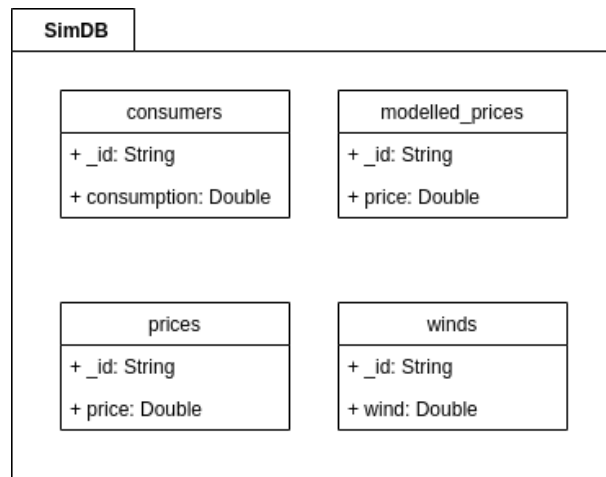 SimDB
consumers
+ _id: String
+ consumption: Double
modelled_prices
+ _id: String
+ price: Double
prices
+ _id: String
+ price: Double
winds
+ _id: String
+ wind: Double